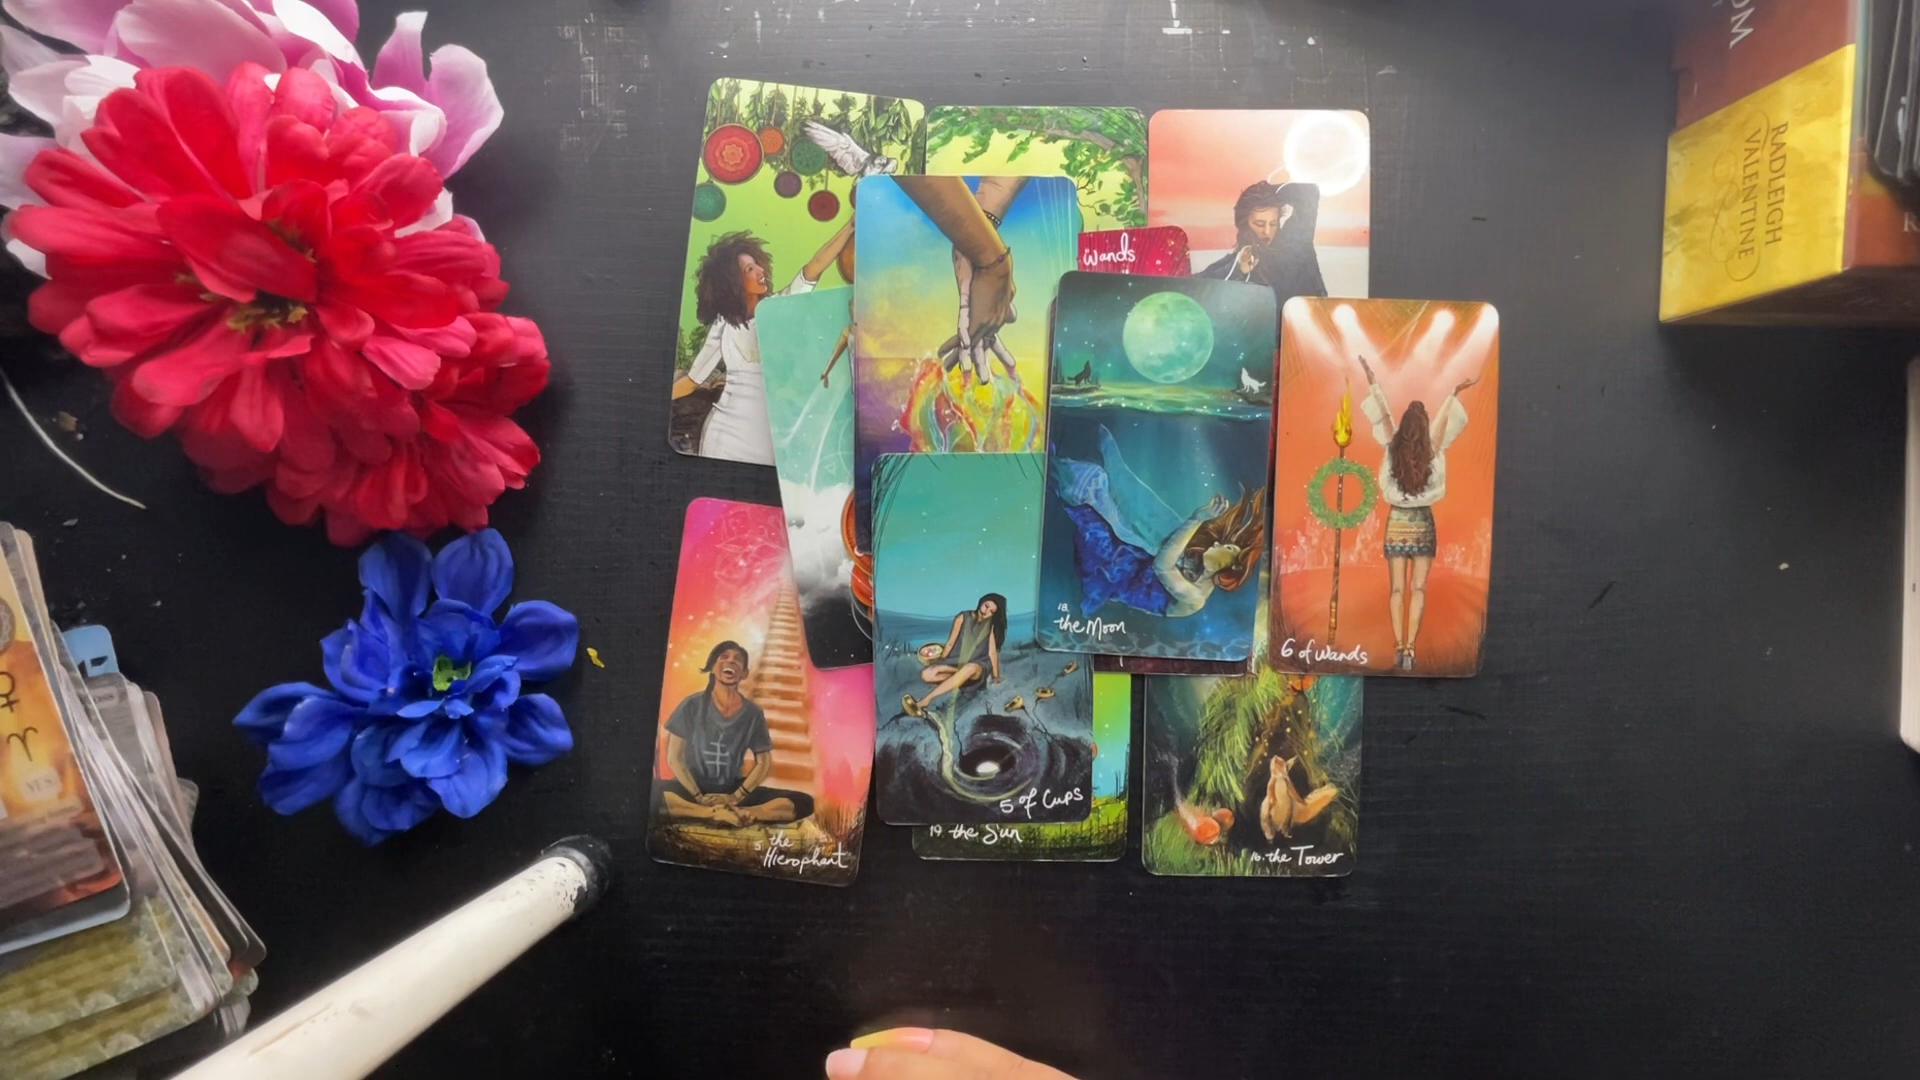 wands
18.
the Moon
6 of wands
5 of Cups
19. the Sun
5 the
Hierophant
16. the Tower
RADLEIGH
VALENTINE
YES